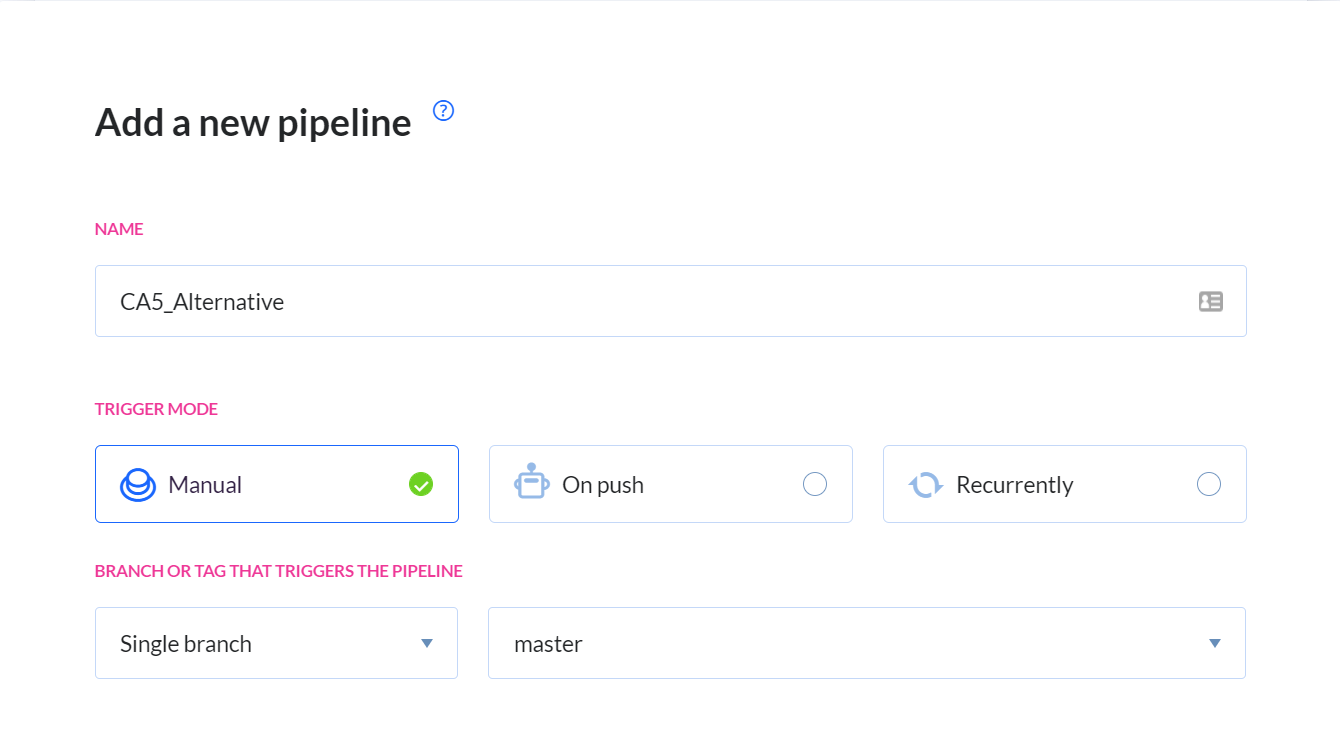 Add a new pipeline ?
NAME
CA5_Alternative
TRIGGER MODE
Manual On push Recurrently
BRANCH OR TAG THAT TRIGGERS THE PIPELINE
Single branch master